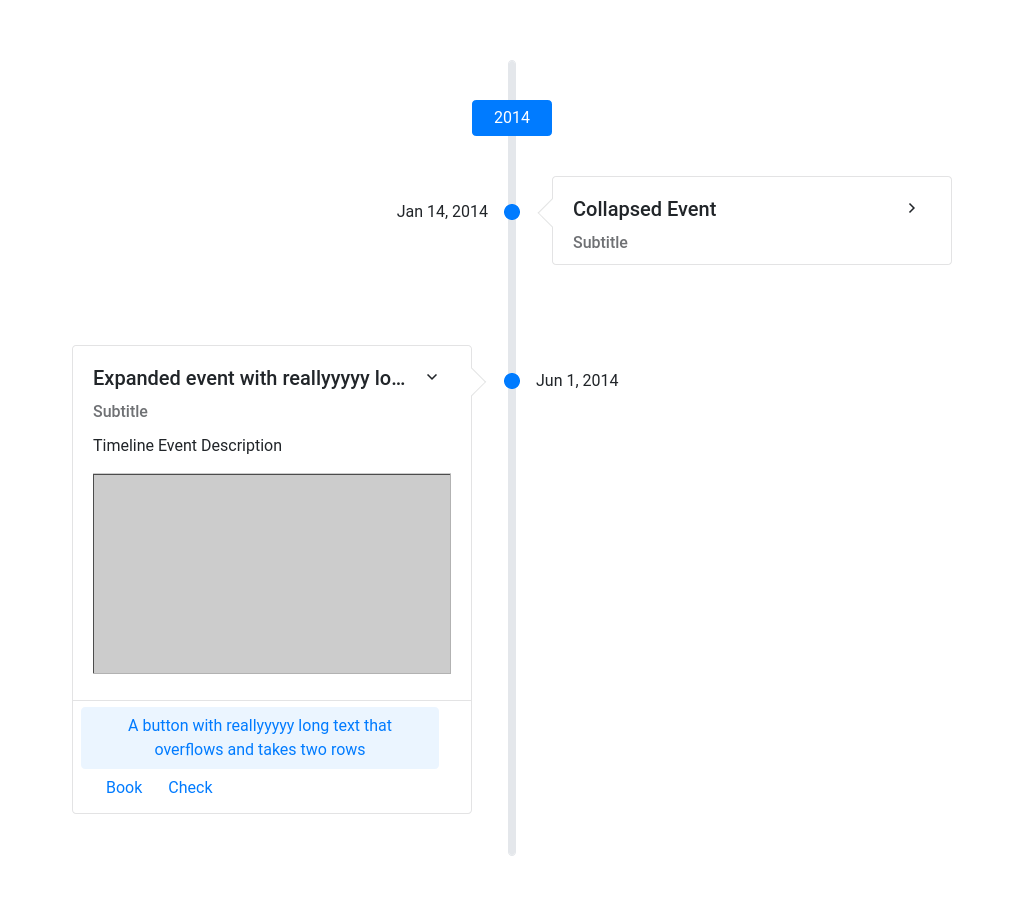 2014
Jan 14, 2014
Collapsed Event
Subtitle
Expanded event with reallyyyyy lo...
Jun 1, 2014
Subtitle
Timeline Event Description
A button with reallyyyyy long text that
overflows and takes two rows
Book Check